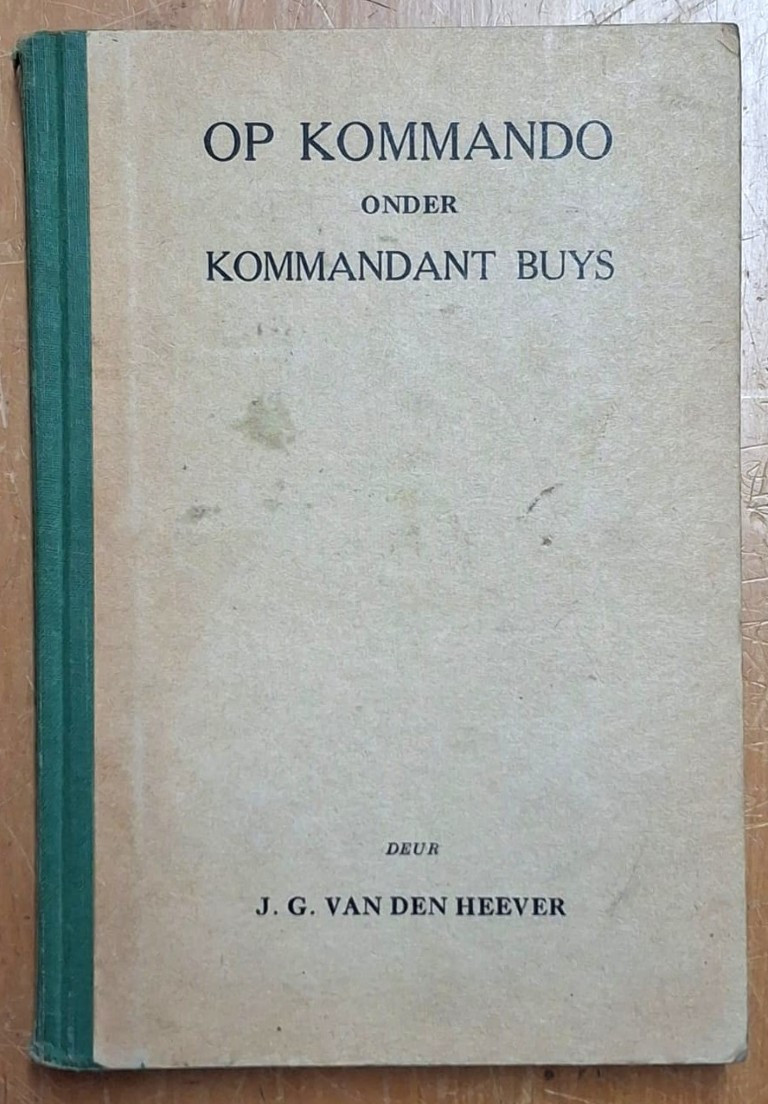 OP KOMMANDO
ONDER
KOMMANDANT BUYS
DEUR
J. G. VAN DEN HEEVER